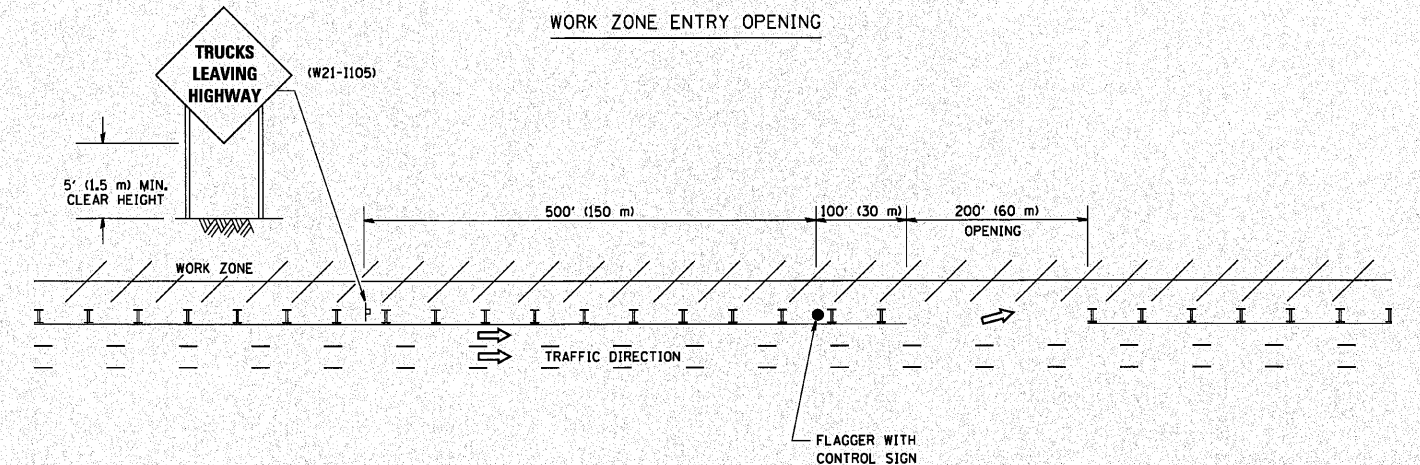 WORK ZONE ENTRY OPENING
TRUCKS
LEAVING
HIGHWAY
(W21-I105)
5' (1.5 m) MIN.
CLEAR HEIGHT
500' (150 m)
100' (30 m)
200' (60 m)
OPENING
WORK ZONE
TRAFFIC DIRECTION
FLAGGER WITH
CONTROL SIGN